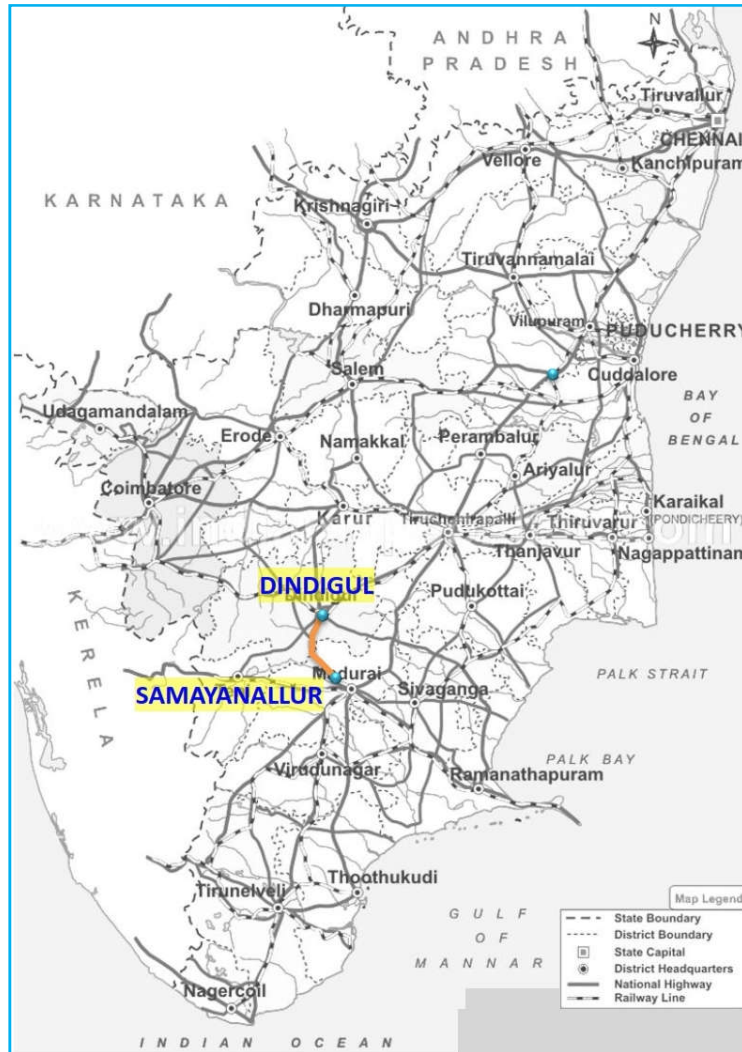 N
ANDHRA
PRADESH
Tiruvallur
CHENNAI
Kanchipuram
Vellore
KARNATAKA
Krishnagiri
Tiruvannamalai
Dharmapuri
Vilupuram
PUDUCHERRY
Salem
Cuddalore
BAY
OF
BENGAL
Udagamandalam
Erode
Namakkal
Perambalur
Ariyalur
Coimbatore
Karur
Tiruchchirapalli
Thiruvarur
Karaikal
(PONDICHEERY)
Thanjavur
Nagappattinam
DINDIGUL
Pudukottai
KERELA
PALK STRAIT
Madurai
SAMAYANALLUR
Sivaganga
PALK BAY
Virudunagar
Ramanathapuram
Thoothukudi
Tirunelveli
GULF
OF
MANNAR
Nagercoil
INDIAN OCEAN
Map Legend
State Boundary
District Boundary
State Capital
District Headquarters
National Highway
Railway Line